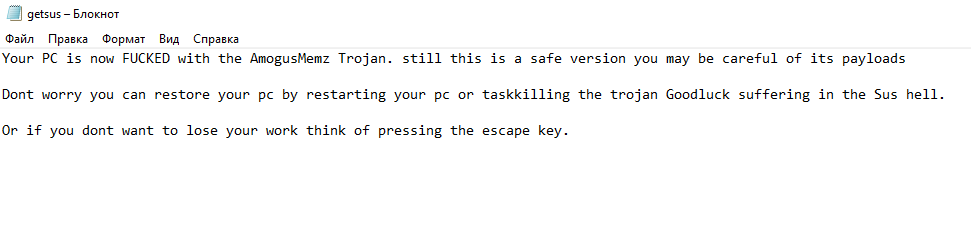 getsus – Блокнот
Файл Правка Формат Вид Справка
Your PC is now FUCKED with the AmogusMemz Trojan. still this is a safe version you may be careful of its payloads
Dont worry you can restore your pc by restarting your pc or taskkilling the trojan Goodluck suffering in the Sus hell.
Or if you dont want to lose your work think of pressing the escape key.